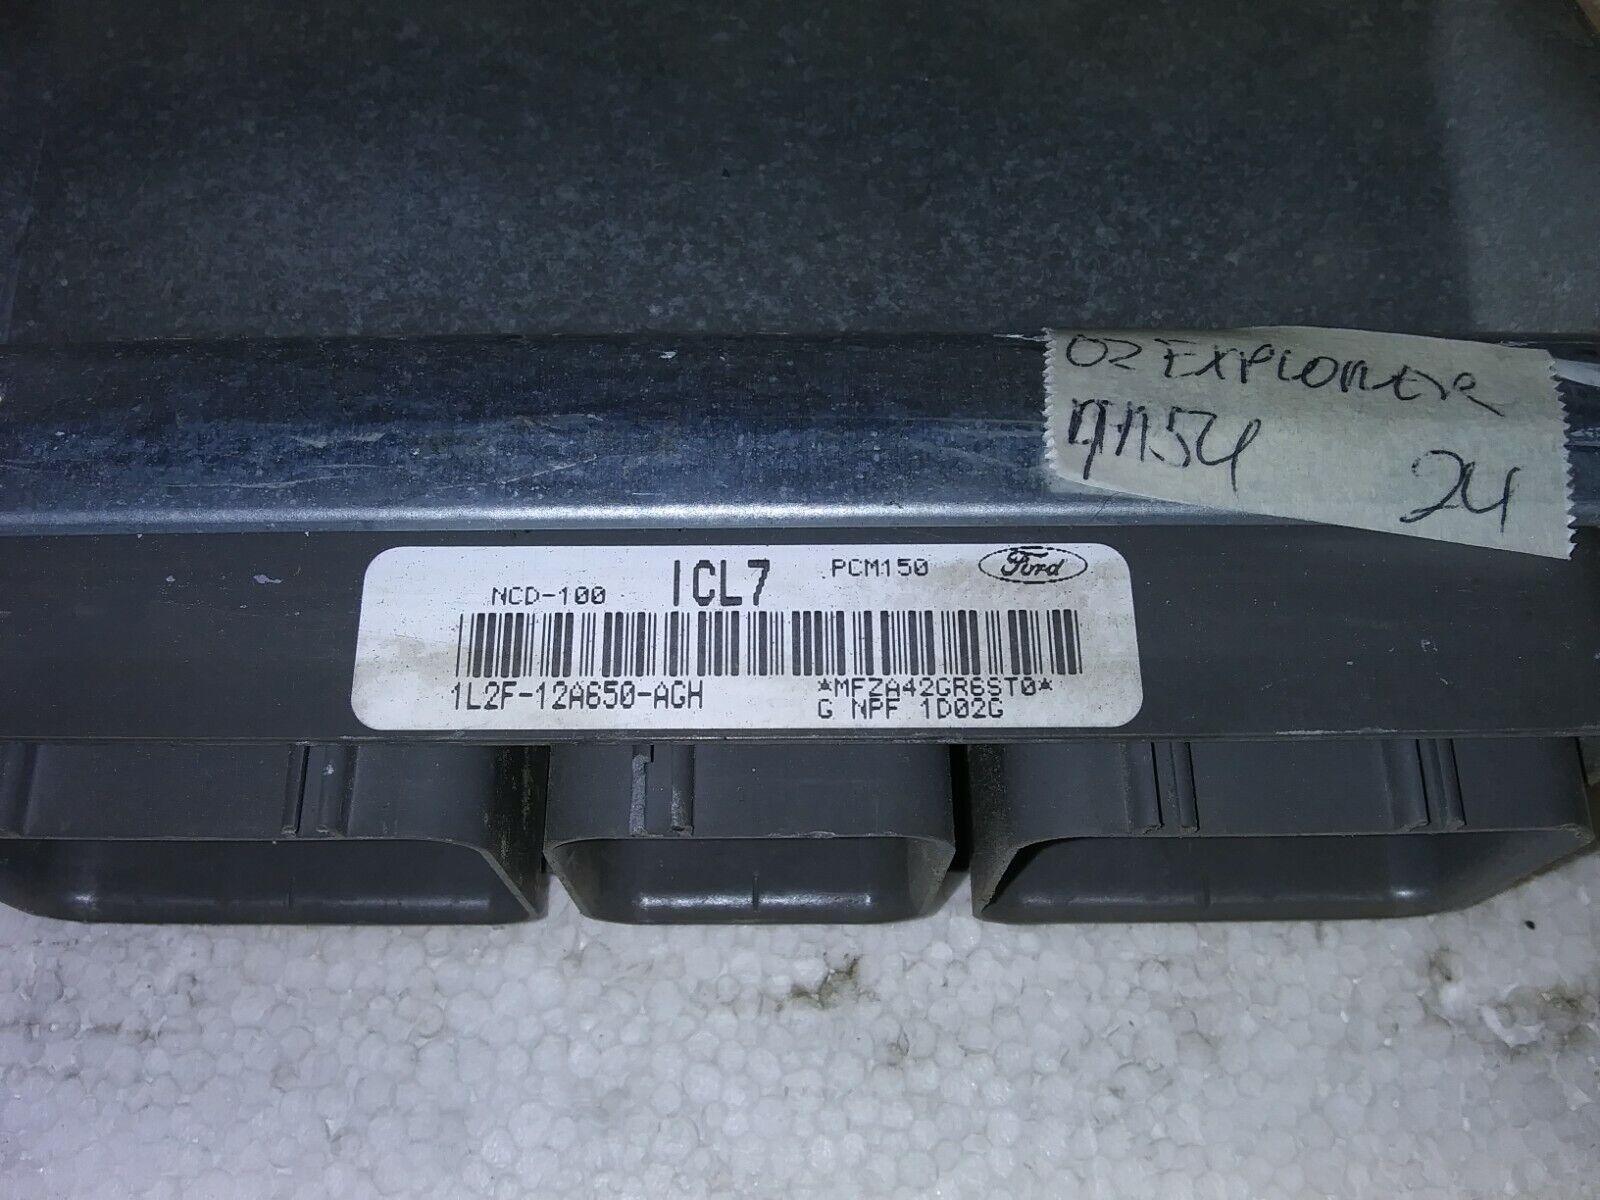 02 EXPLORER
24
NCD-100 ICL7 PCM150 Ford
1L2F-12A650-AGH *MFZA42GR6ST0*
G NPF 1D02G